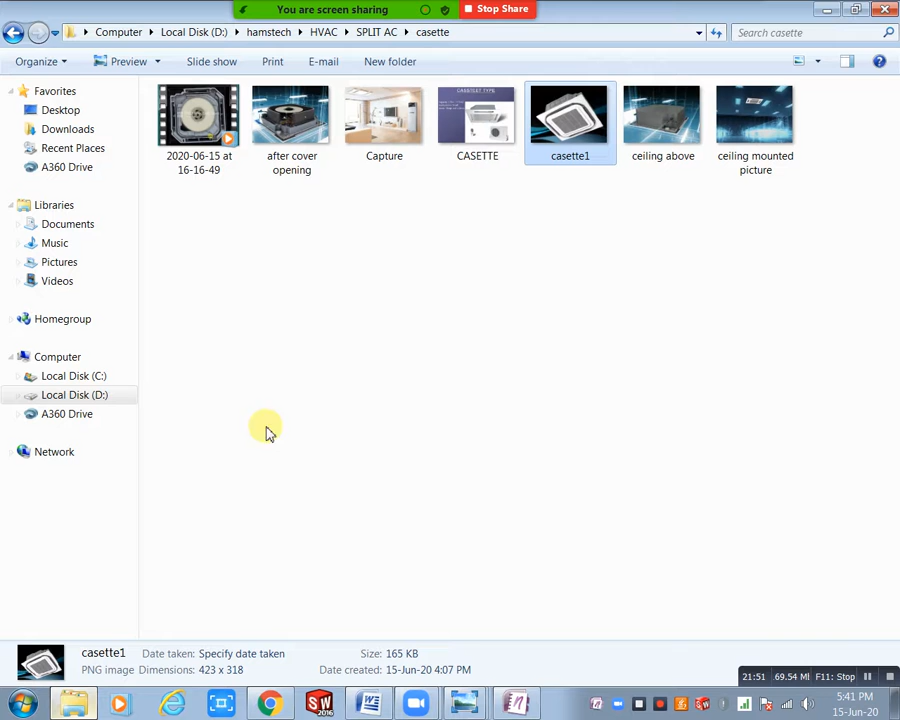 You are screen sharing
Stop Share
Computer
Local Disk (D:)
hamstech
HVAC
SPLIT AC
casette
Search casette
Organize
Preview
Slide show
Print
E-mail
New folder
Favorites
Desktop
Downloads
Recent Places
A360 Drive
Libraries
Documents
Music
Pictures
Videos
Homegroup
Computer
Local Disk (C:)
Local Disk (D:)
A360 Drive
Network
2020-06-15 at
16-16-49
after cover
opening
Capture
CASSETLEY TYPE
CASETTE
casette1
ceiling above
ceiling mounted
picture
casette1
Date taken: Specify date taken
Size: 165 KB
PNG image
Dimensions: 423 x 318
Date created: 15-Jun-20 4:07 PM
21:51
69.54 MI
F11: Stop
SW
2016
5:41 PM
15-Jun-20